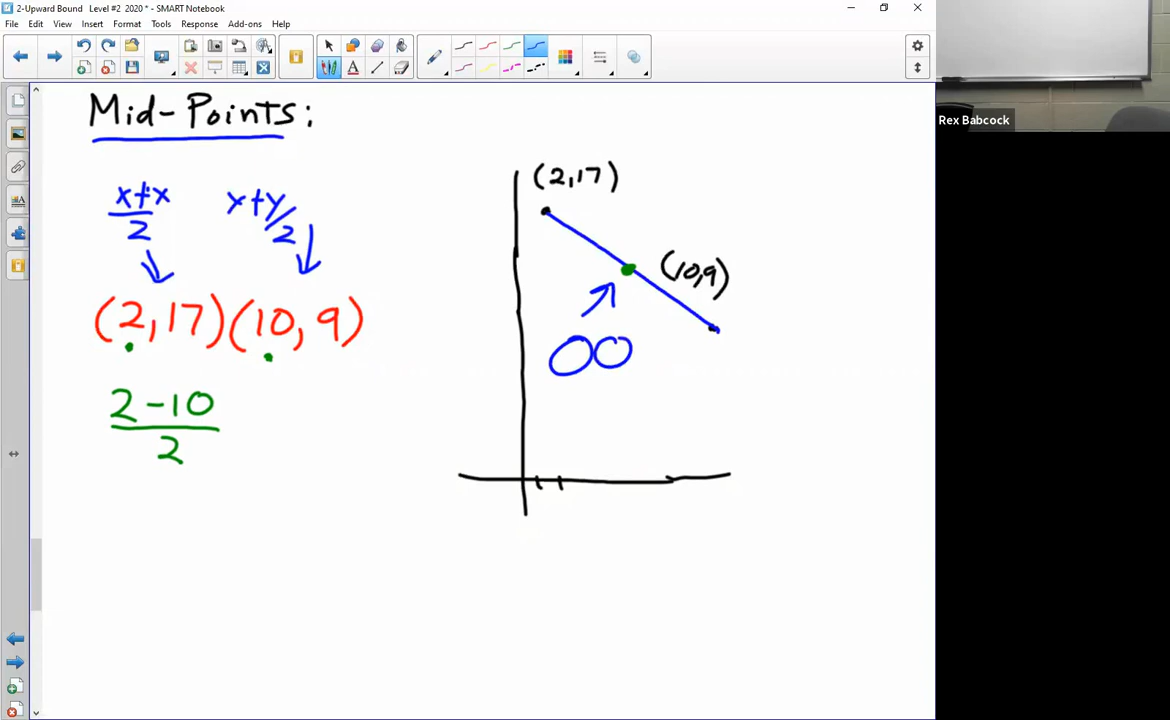 2-Upward Bound Level #2 2020 * - SMART Notebook
File Edit View Insert Format Tools Response Add-ons Help
Rex Babcock
Mid-Points:
x+x/2 x+y/2
(2,17)(10,9)
2-10/2
(2,17)
(10,9)